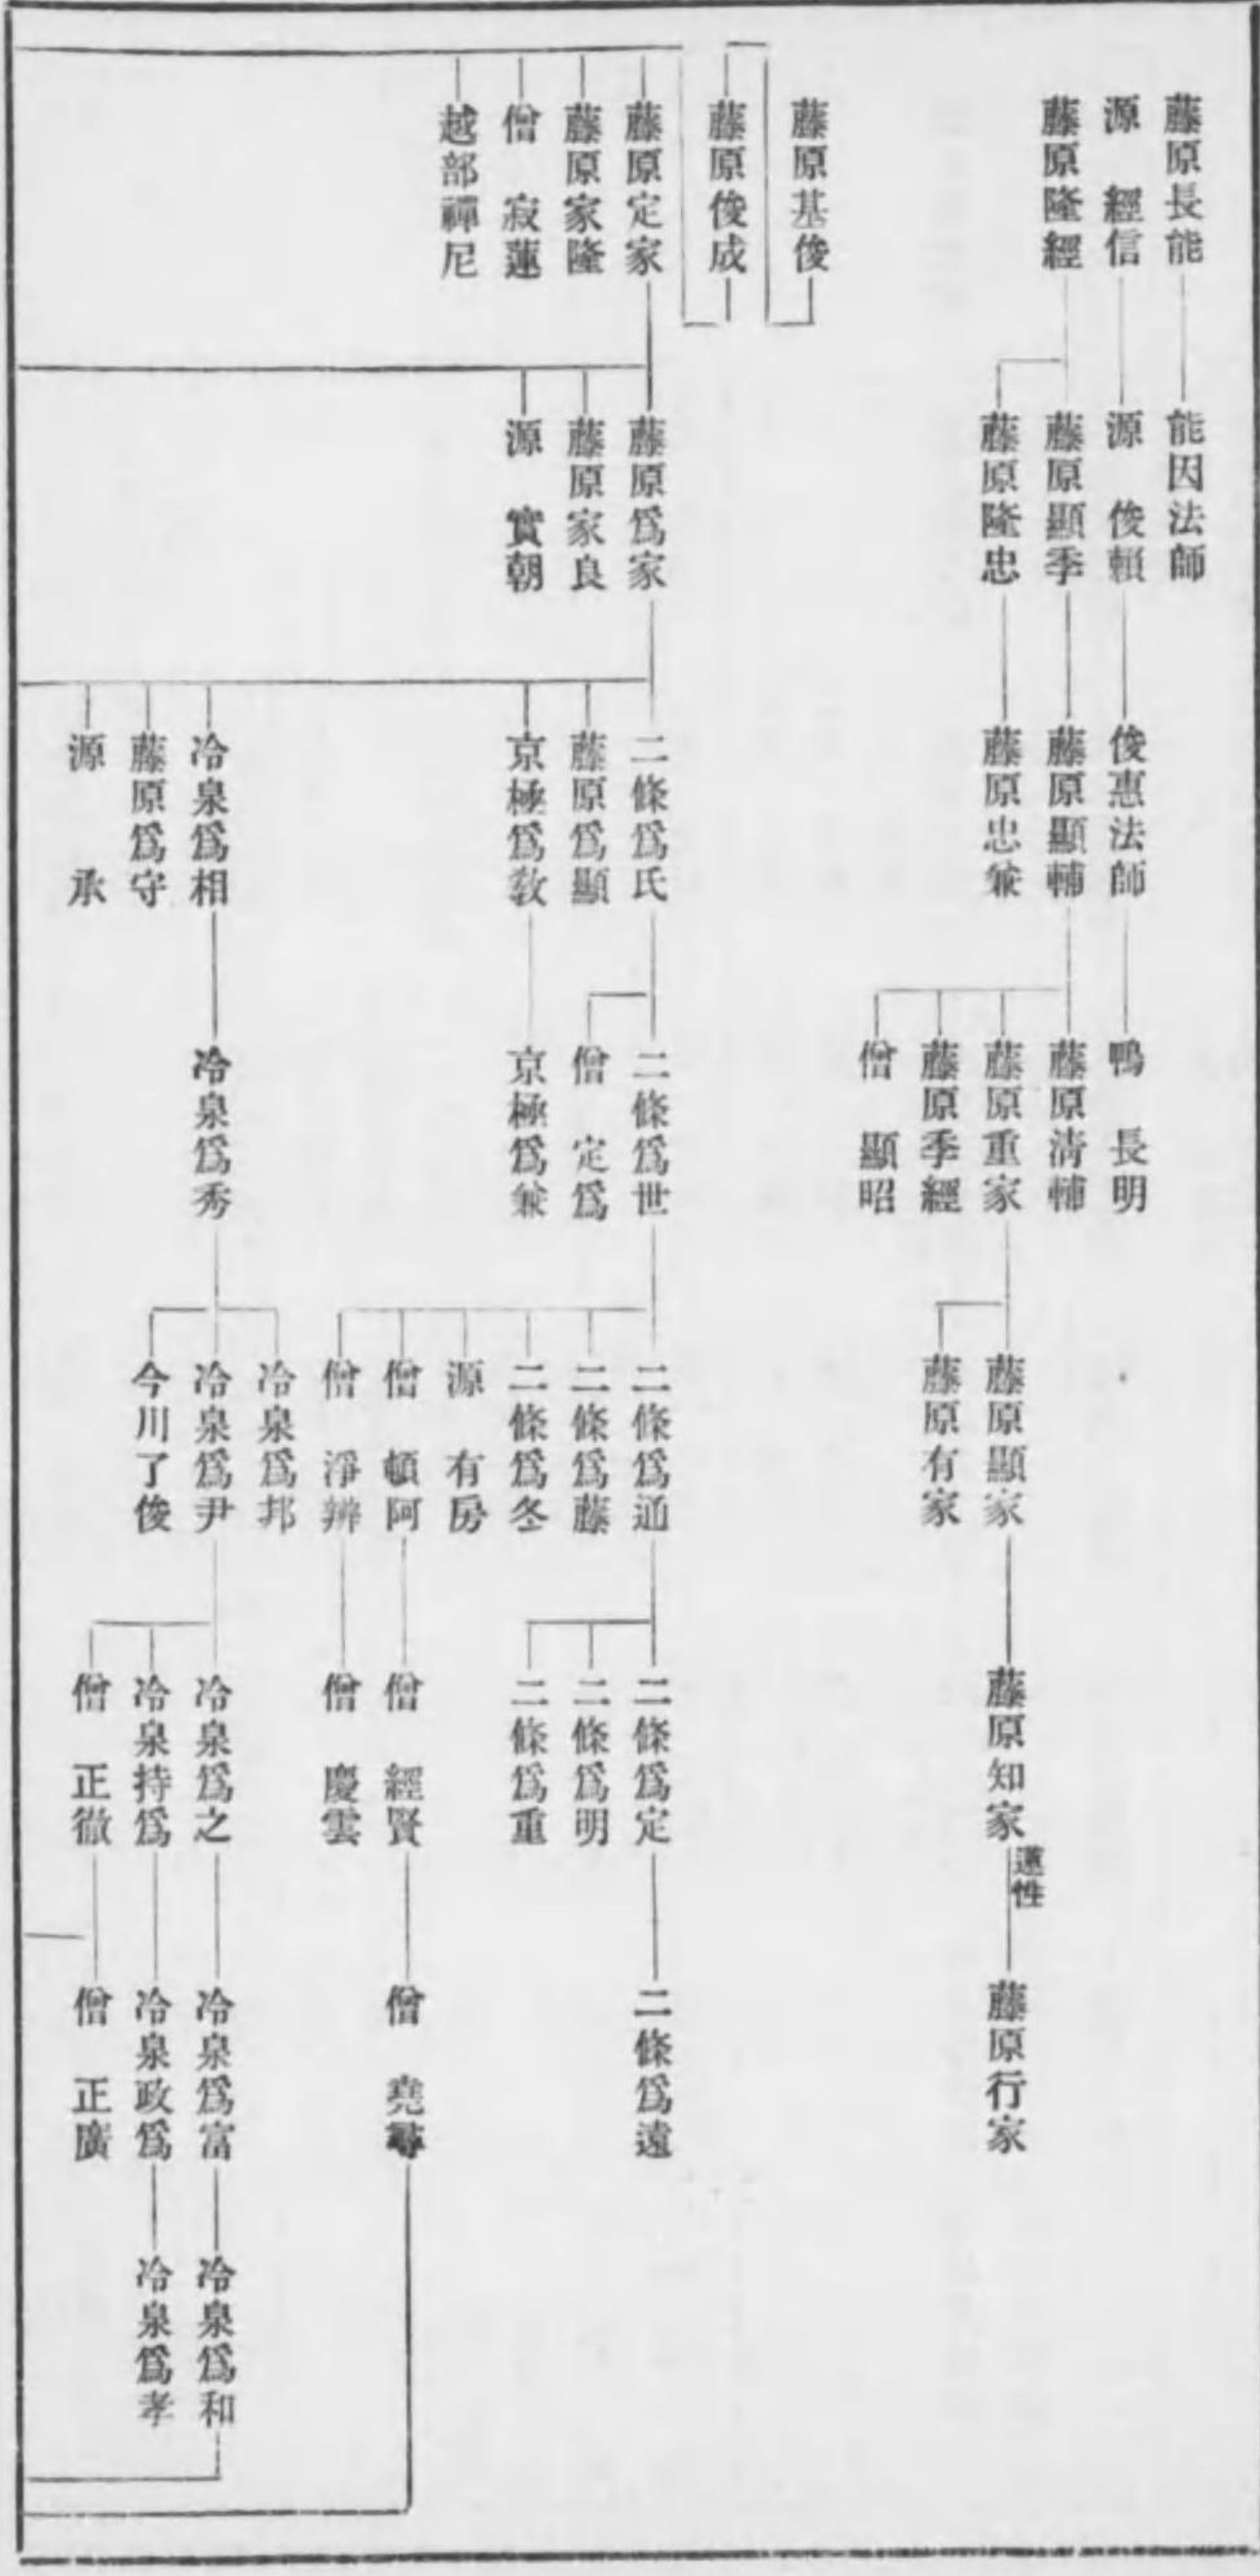 藤原長能
能因法師
源 經信
源 俊賴
俊惠法師
鴨 長明
藤原隆經
藤原顯季
藤原顯輔
藤原淸輔
藤原重家
藤原顯家
藤原知家
蓮性
藤原行家
藤原有家
藤原季經
僧 顯昭
藤原隆忠
藤原忠兼
藤原基俊
藤原俊成
藤原定家
藤原爲家
二條爲氏
二條爲世
二條爲通
二條爲定
二條爲遠
二條爲明
二條爲重
二條爲藤
二條爲冬
源 有房
僧 頓阿
僧 經賢
僧 堯尋
僧 淨辨
僧 慶雲
僧 定爲
藤原爲顯
京極爲敎
京極爲兼
冷泉爲相
冷泉爲秀
冷泉爲邦
冷泉爲尹
冷泉爲之
冷泉爲富
冷泉爲和
冷泉持爲
冷泉政爲
冷泉爲孝
僧 正徹
僧 正廣
今川了俊
藤原爲守
源 承
藤原家良
源 實朝
藤原家隆
僧 寂蓮
越部禪尼